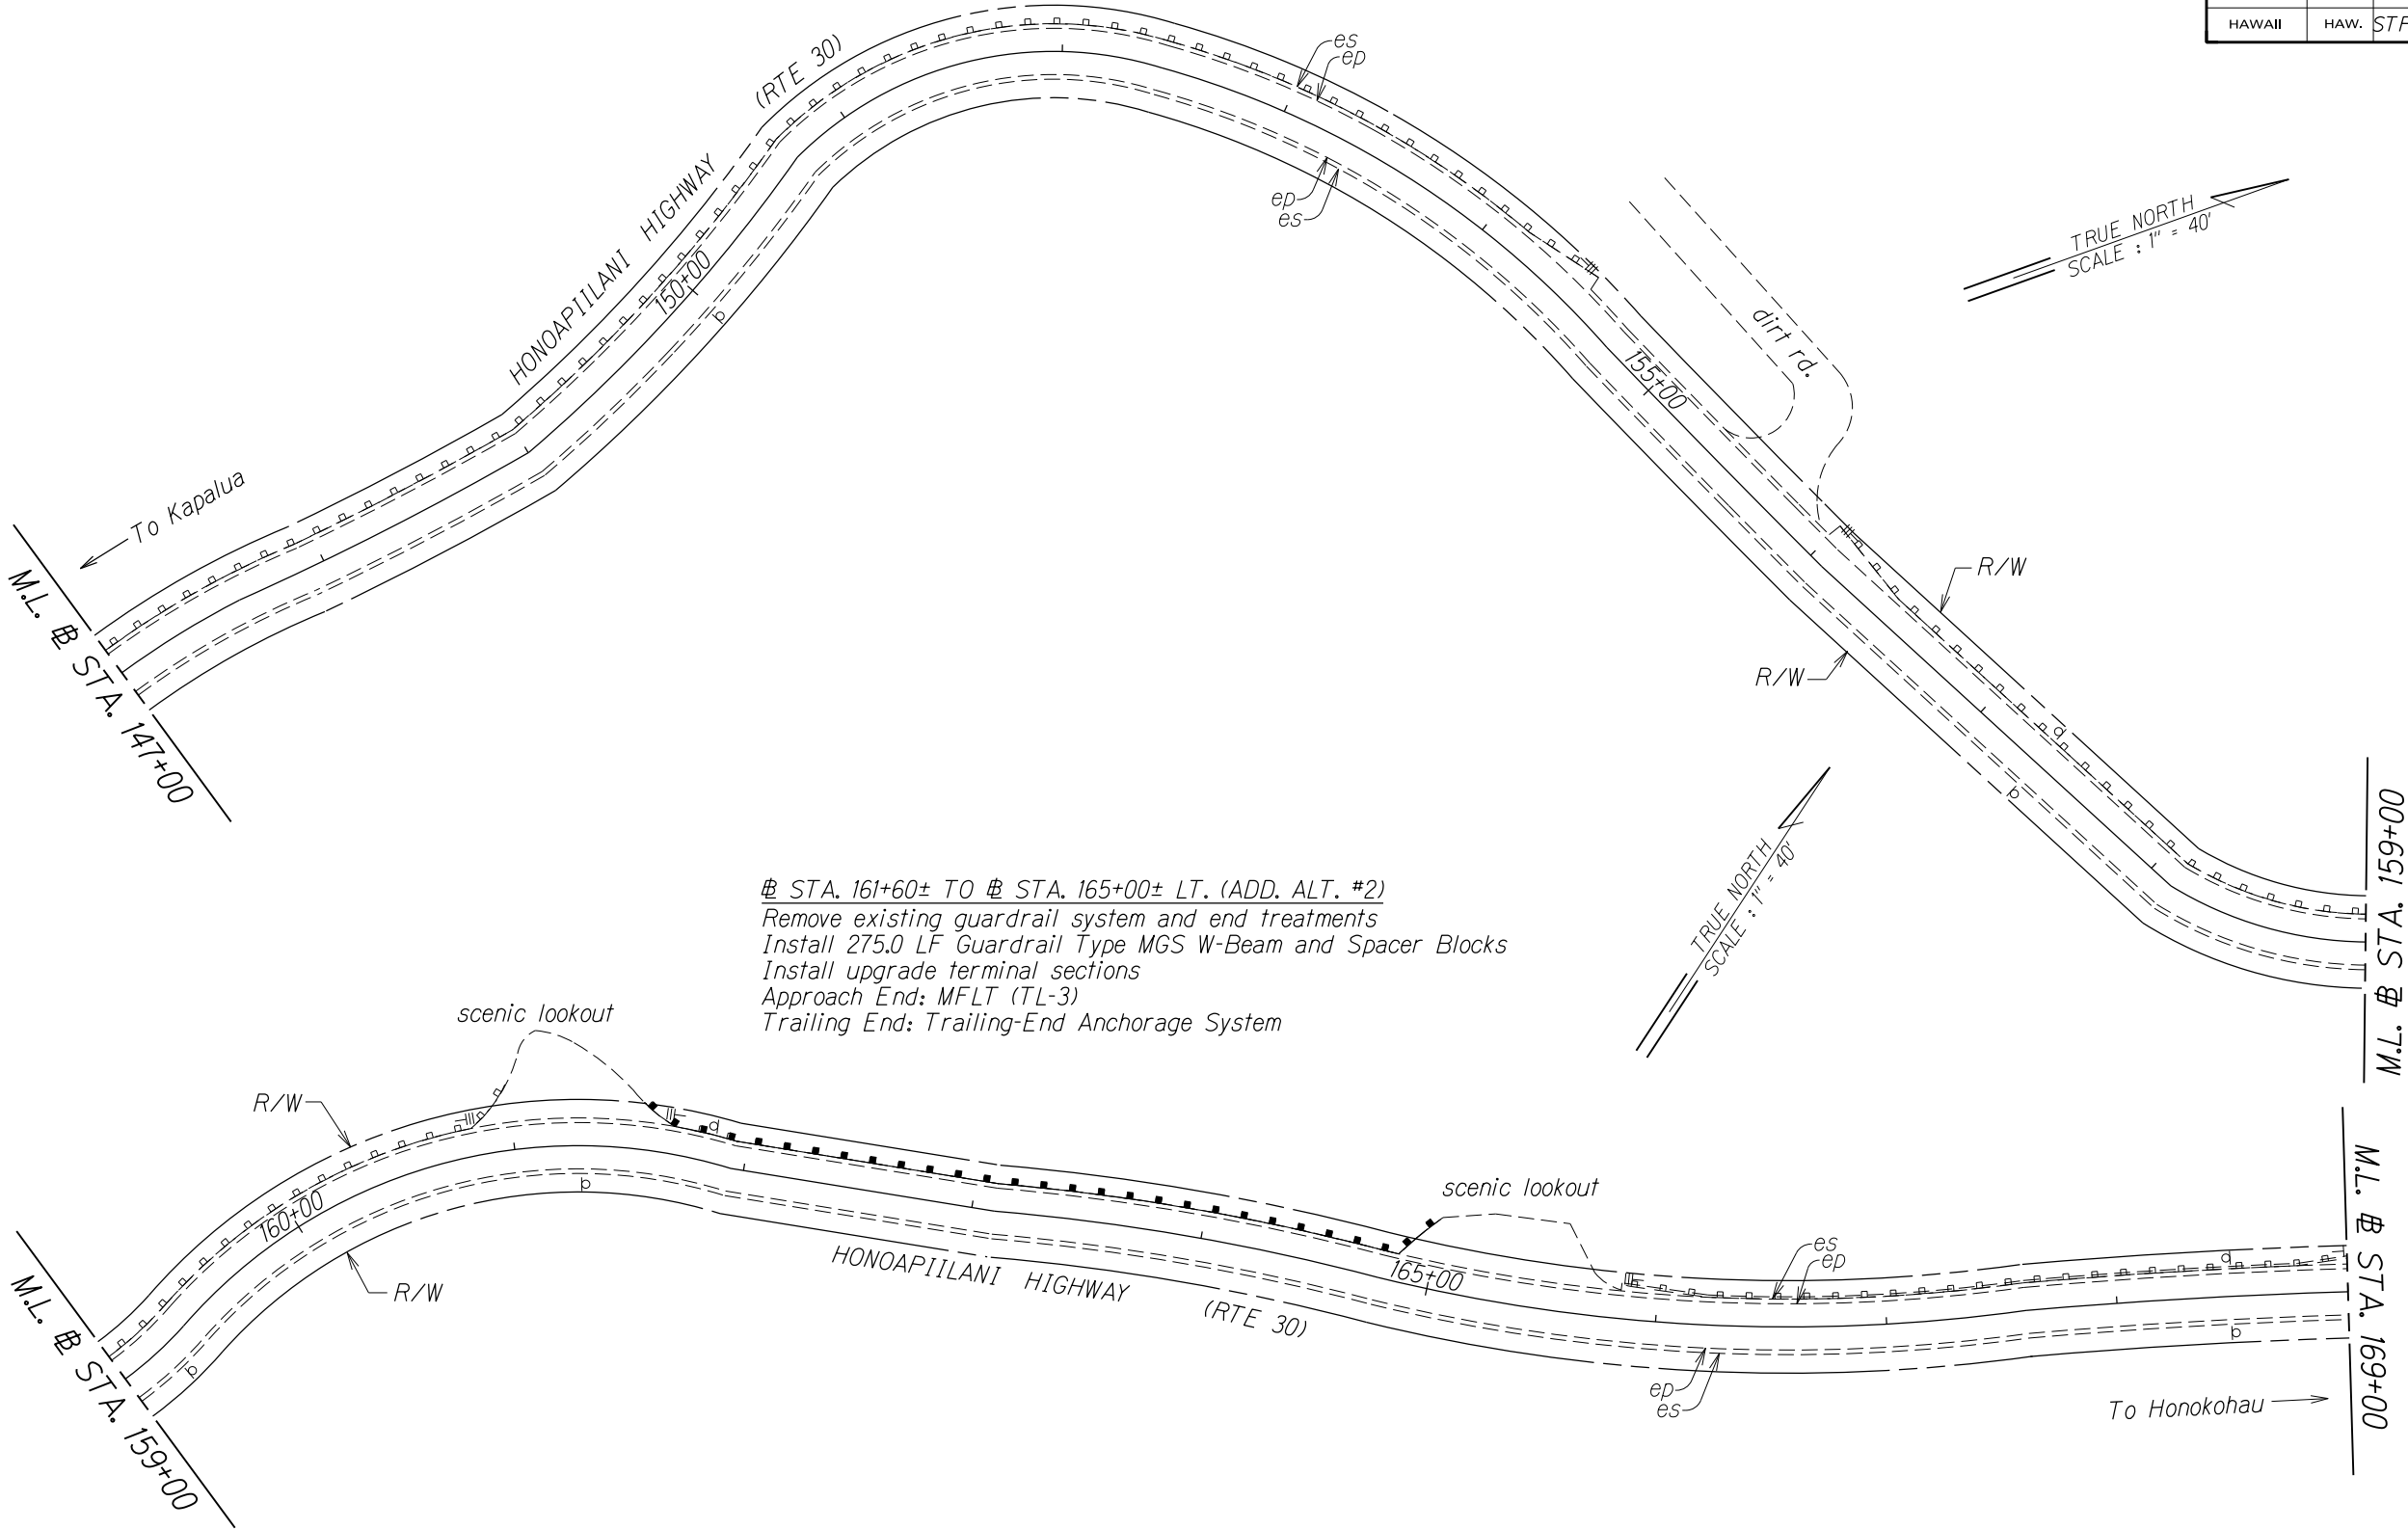 HAWAII HAW. STP
es
ep
(RTE 30)
HONOAPIILANI HIGHWAY
ep
es
TRUE NORTH
SCALE : 1" = 40'
dirt rd.
150+00
155+00
To Kapalua
R/W
R/W
M.L. ⅊ STA. 147+00
M.L. ⅊ STA. 159+00
⅊ STA. 161+60± TO ⅊ STA. 165+00± LT. (ADD. ALT. #2)
Remove existing guardrail system and end treatments
Install 275.0 LF Guardrail Type MGS W-Beam and Spacer Blocks
Install upgrade terminal sections
Approach End: MFLT (TL-3)
Trailing End: Trailing-End Anchorage System
TRUE NORTH
SCALE : 1" = 40'
scenic lookout
R/W
160+00
R/W
scenic lookout
165+00
HONOAPIILANI HIGHWAY
(RTE 30)
es
ep
ep
es
To Honokohau
M.L. ⅊ STA. 159+00
M.L. ⅊ STA. 169+00